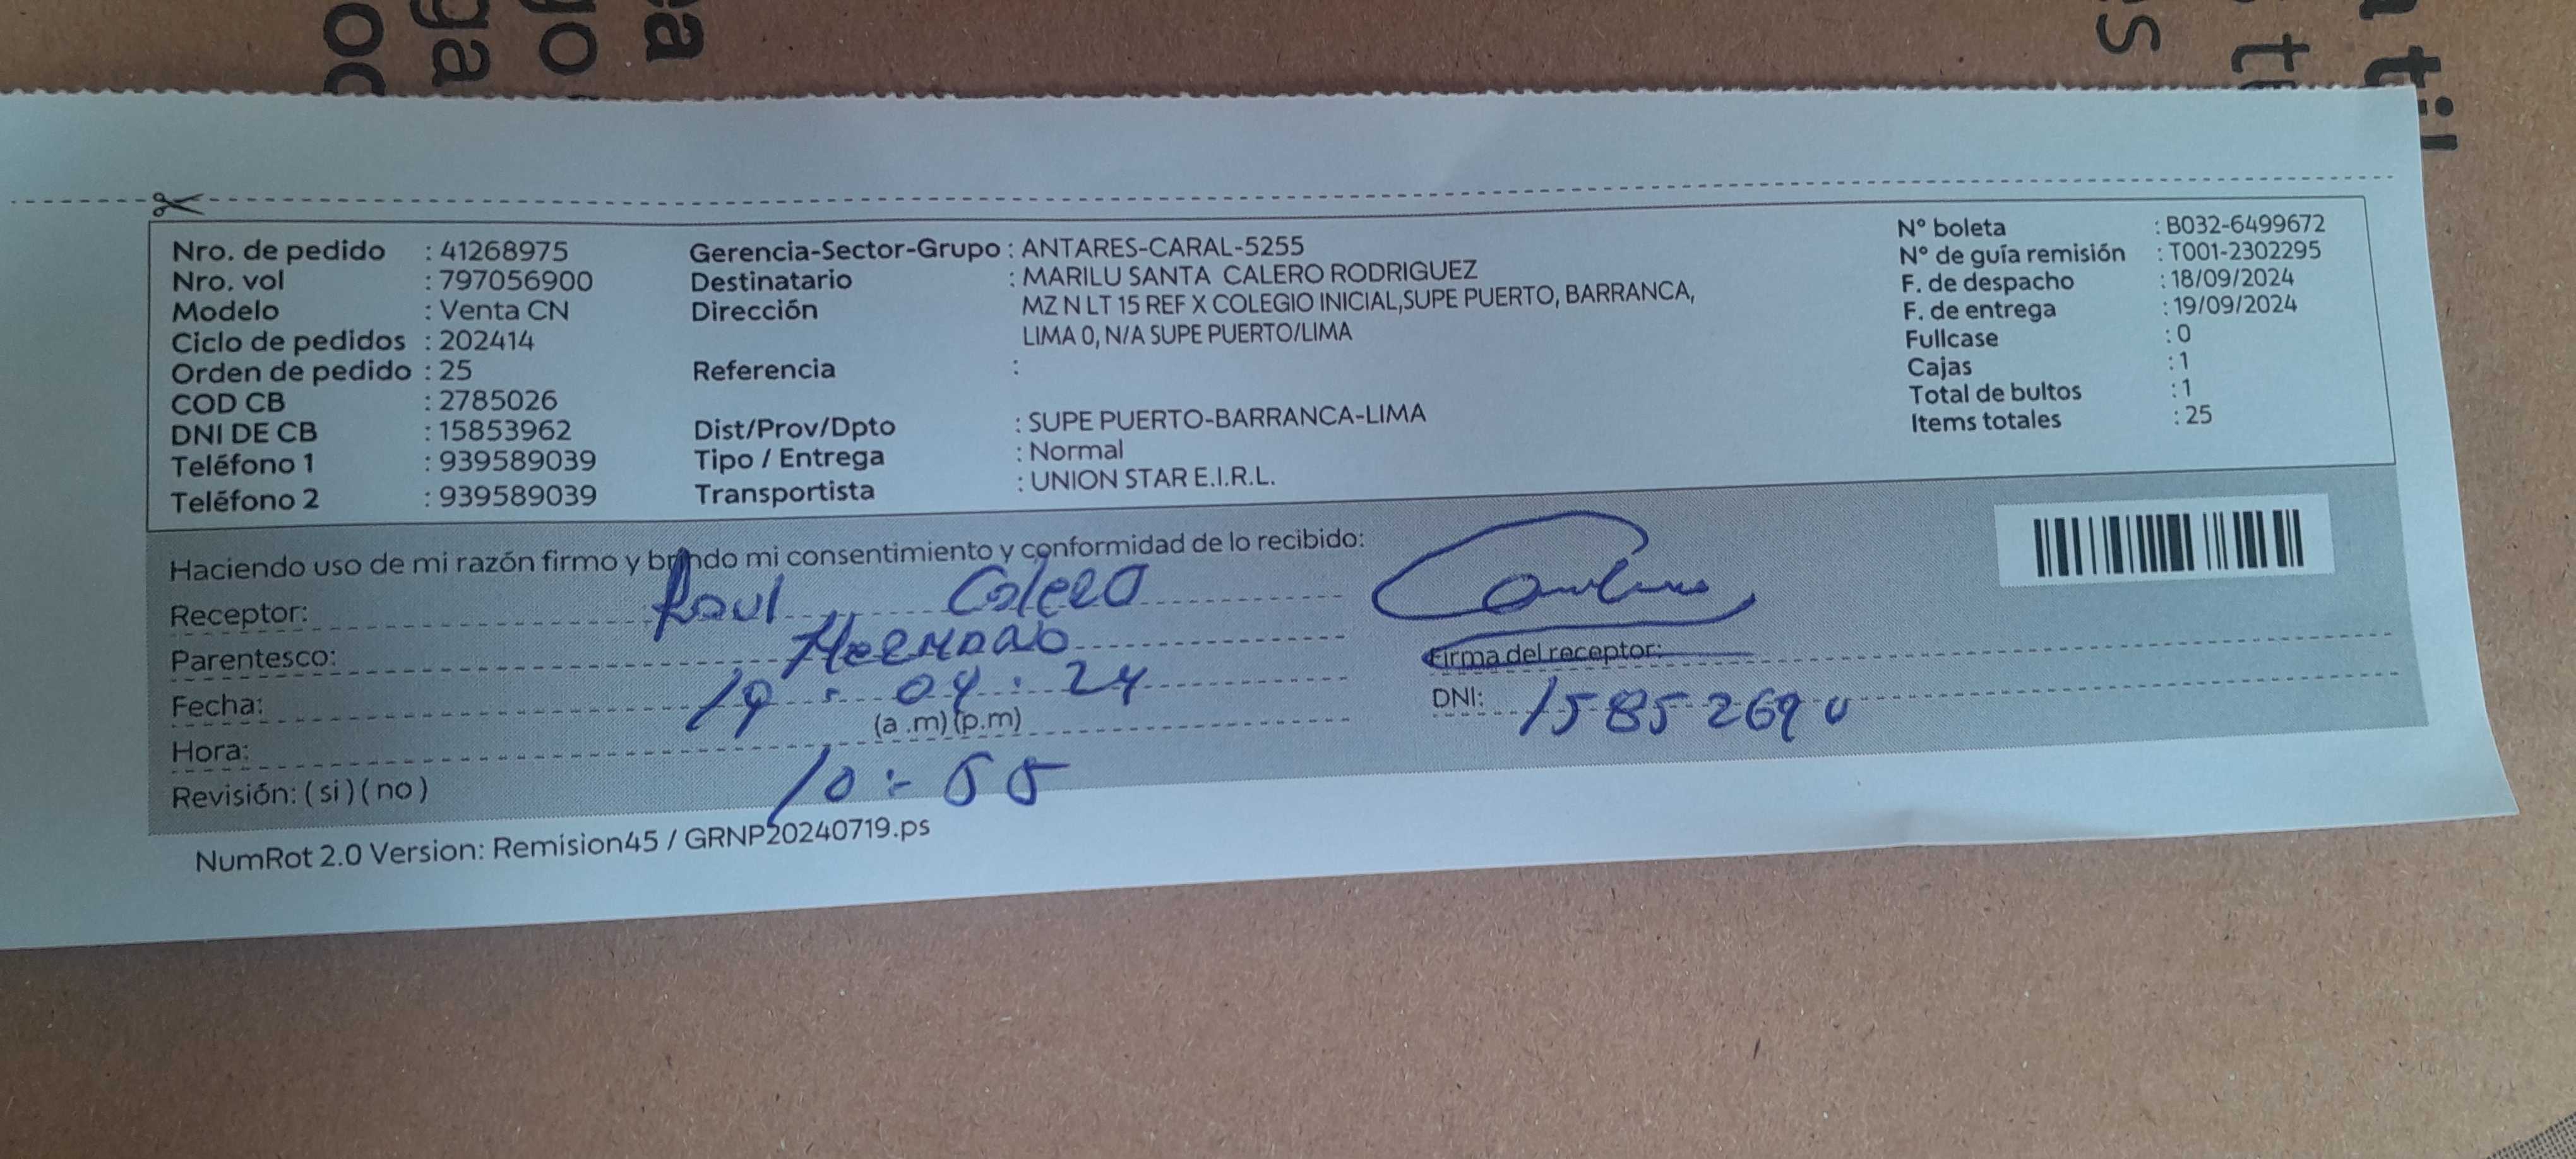 Nro. de pedido : 41268975
Nro. vol : 797056900
Modelo : Venta CN
Ciclo de pedidos : 202414
Orden de pedido : 25
COD CB : 2785026
DNI DE CB : 15853962
Teléfono 1 : 939589039
Teléfono 2 : 939589039
Gerencia-Sector-Grupo : ANTARES-CARAL-5255
Destinatario : MARILU SANTA CALERO RODRIGUEZ
Dirección MZ N LT 15 REF X COLEGIO INICIAL,SUPE PUERTO, BARRANCA,
LIMA 0, N/A SUPE PUERTO/LIMA
Referencia :
Dist/Prov/Dpto : SUPE PUERTO-BARRANCA-LIMA
Tipo / Entrega : Normal
Transportista : UNION STAR E.I.R.L.
N° boleta : B032-6499672
N° de guía remisión : T001-2302295
F. de despacho : 18/09/2024
F. de entrega : 19/09/2024
Fullcase : 0
Cajas : 1
Total de bultos : 1
Items totales : 25
Haciendo uso de mi razón firmo y brindo mi consentimiento y conformidad de lo recibido:
Receptor: Raul Calero
Parentesco: Hermano
Fecha: 19 . 09 . 24
Hora: (a .m) (p.m)
10 : 55
Revisión: ( si ) ( no )
Firma del receptor:
DNI: 15852690
NumRot 2.0 Version: Remision45 / GRNP20240719.ps